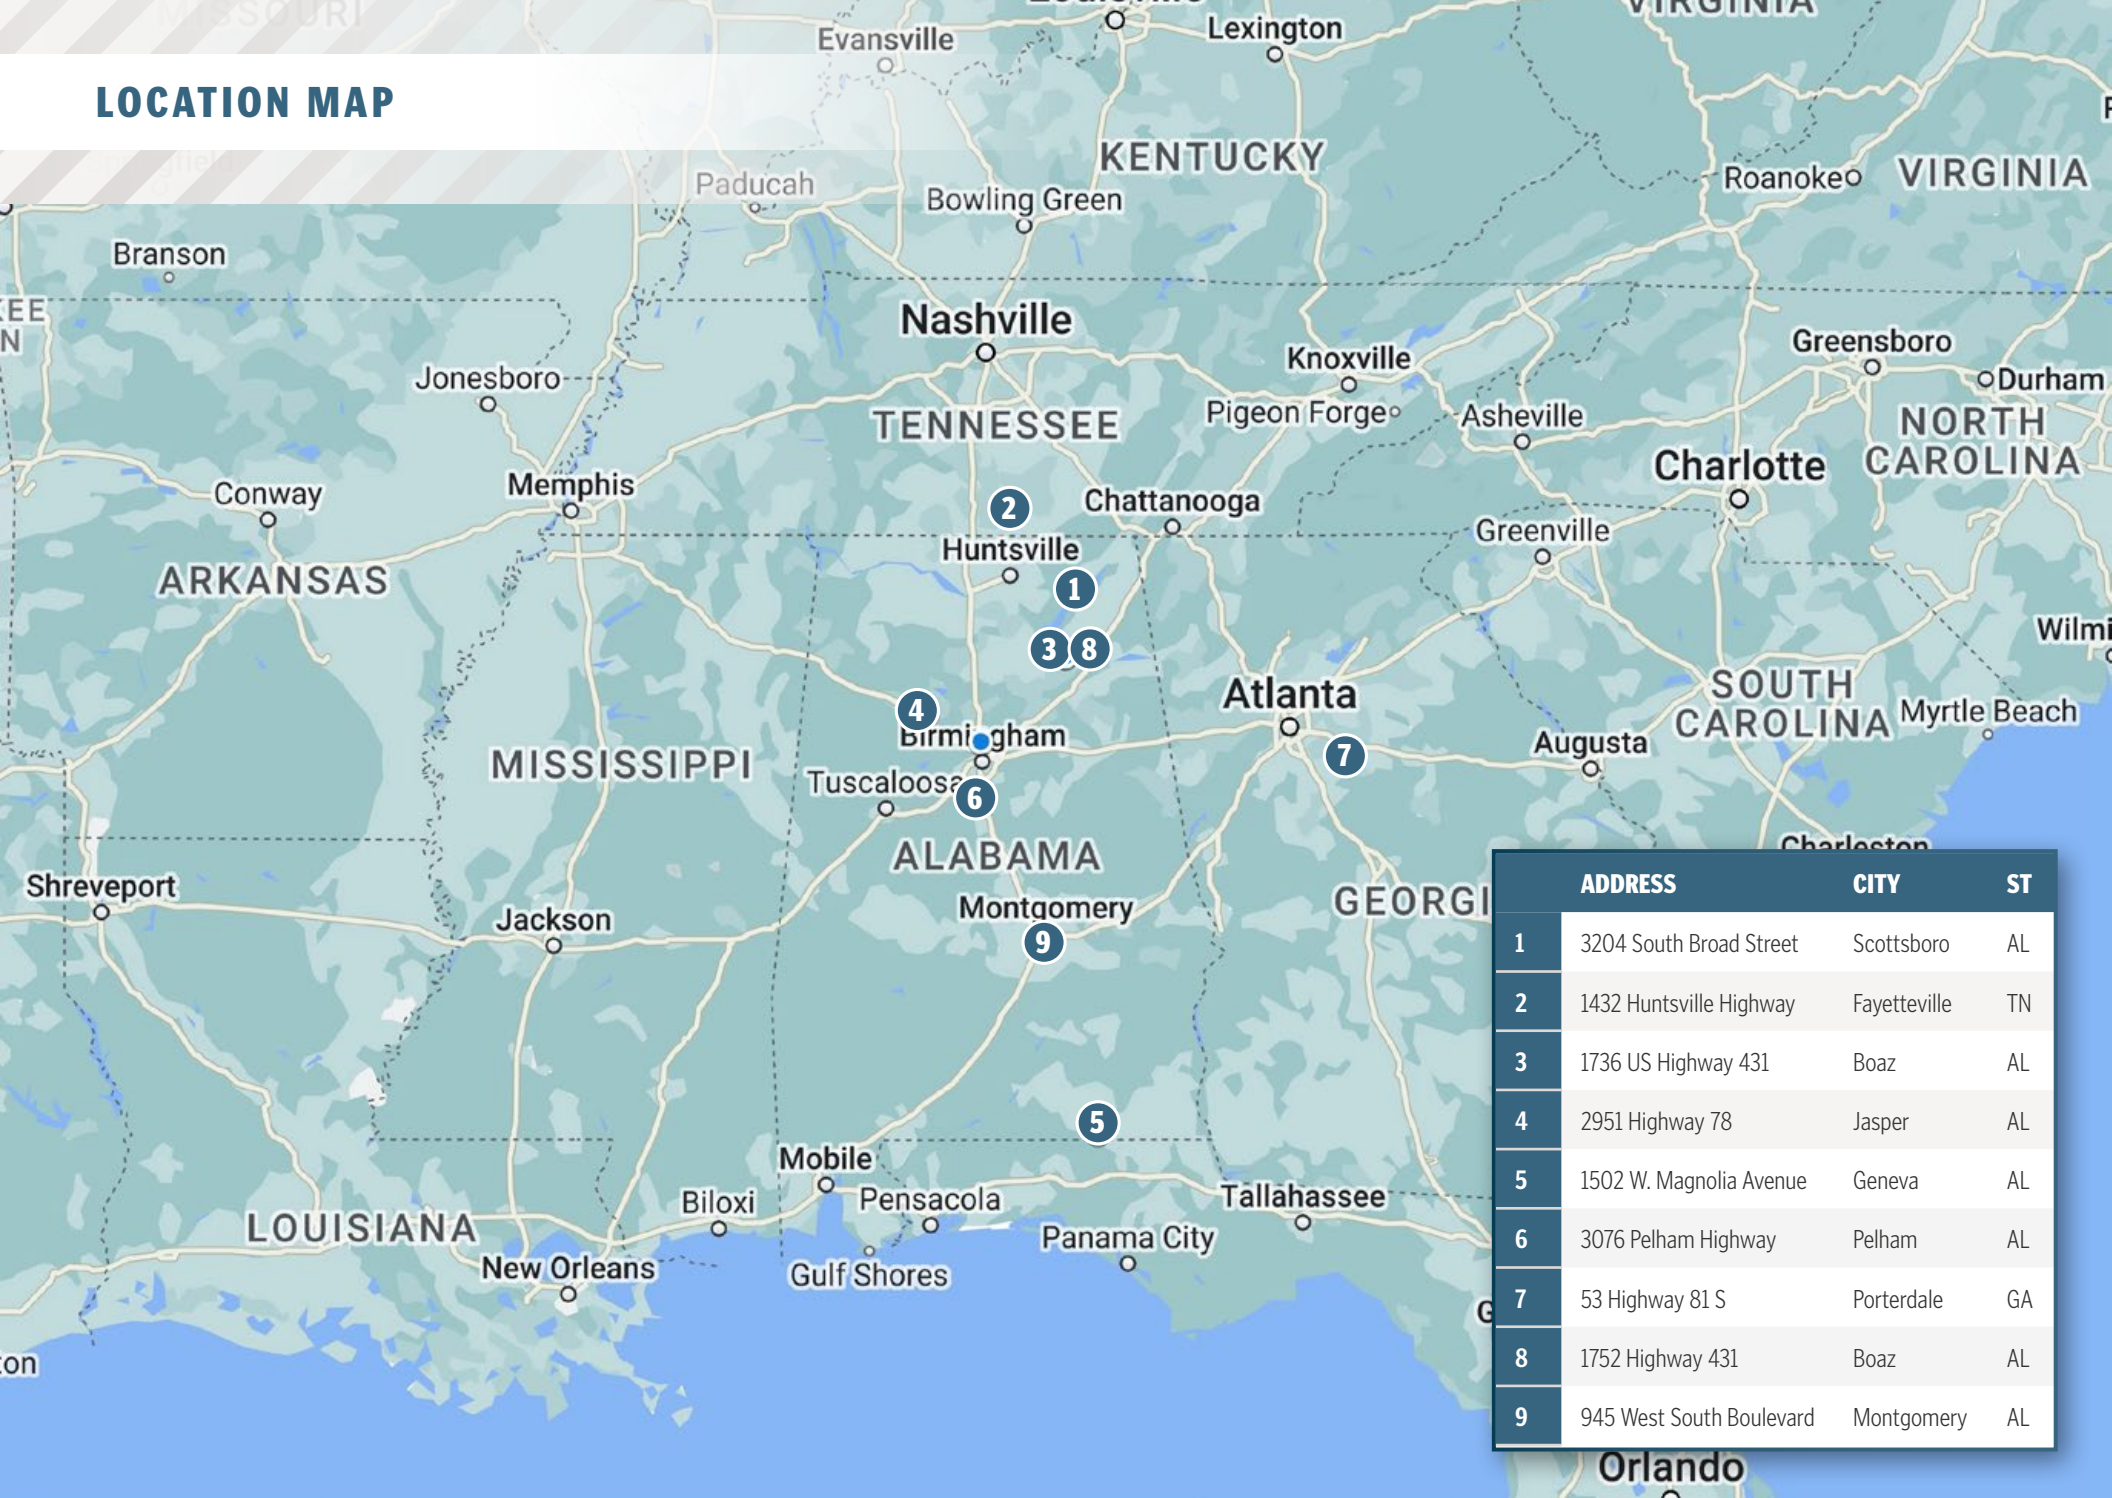 MISSOURI
VIRGINIA
Evansville
Lexington
LOCATION MAP
KENTUCKY
Springfield
Paducah
Bowling Green
Roanoke
VIRGINIA
Branson
Nashville
Knoxville
Greensboro
Jonesboro
Durham
TENNESSEE
Pigeon Forge
Asheville
NORTH
CAROLINA
Charlotte
Memphis
Conway
2
Chattanooga
Greenville
Huntsville
ARKANSAS
1
3
8
Wilmi
Atlanta
SOUTH
CAROLINA
Myrtle Beach
4
Birmingham
Augusta
7
MISSISSIPPI
Tuscaloosa
6
ALABAMA
Charleston
Shreveport
Montgomery
GEORGI
Jackson
9
5
Mobile
Biloxi
Pensacola
Tallahassee
LOUISIANA
Panama City
New Orleans
Gulf Shores
ton
ADDRESS CITY ST
1 3204 South Broad Street Scottsboro AL
2 1432 Huntsville Highway Fayetteville TN
3 1736 US Highway 431 Boaz AL
4 2951 Highway 78 Jasper AL
5 1502 W. Magnolia Avenue Geneva AL
6 3076 Pelham Highway Pelham AL
7 53 Highway 81 S Porterdale GA
8 1752 Highway 431 Boaz AL
9 945 West South Boulevard Montgomery AL
Orlando